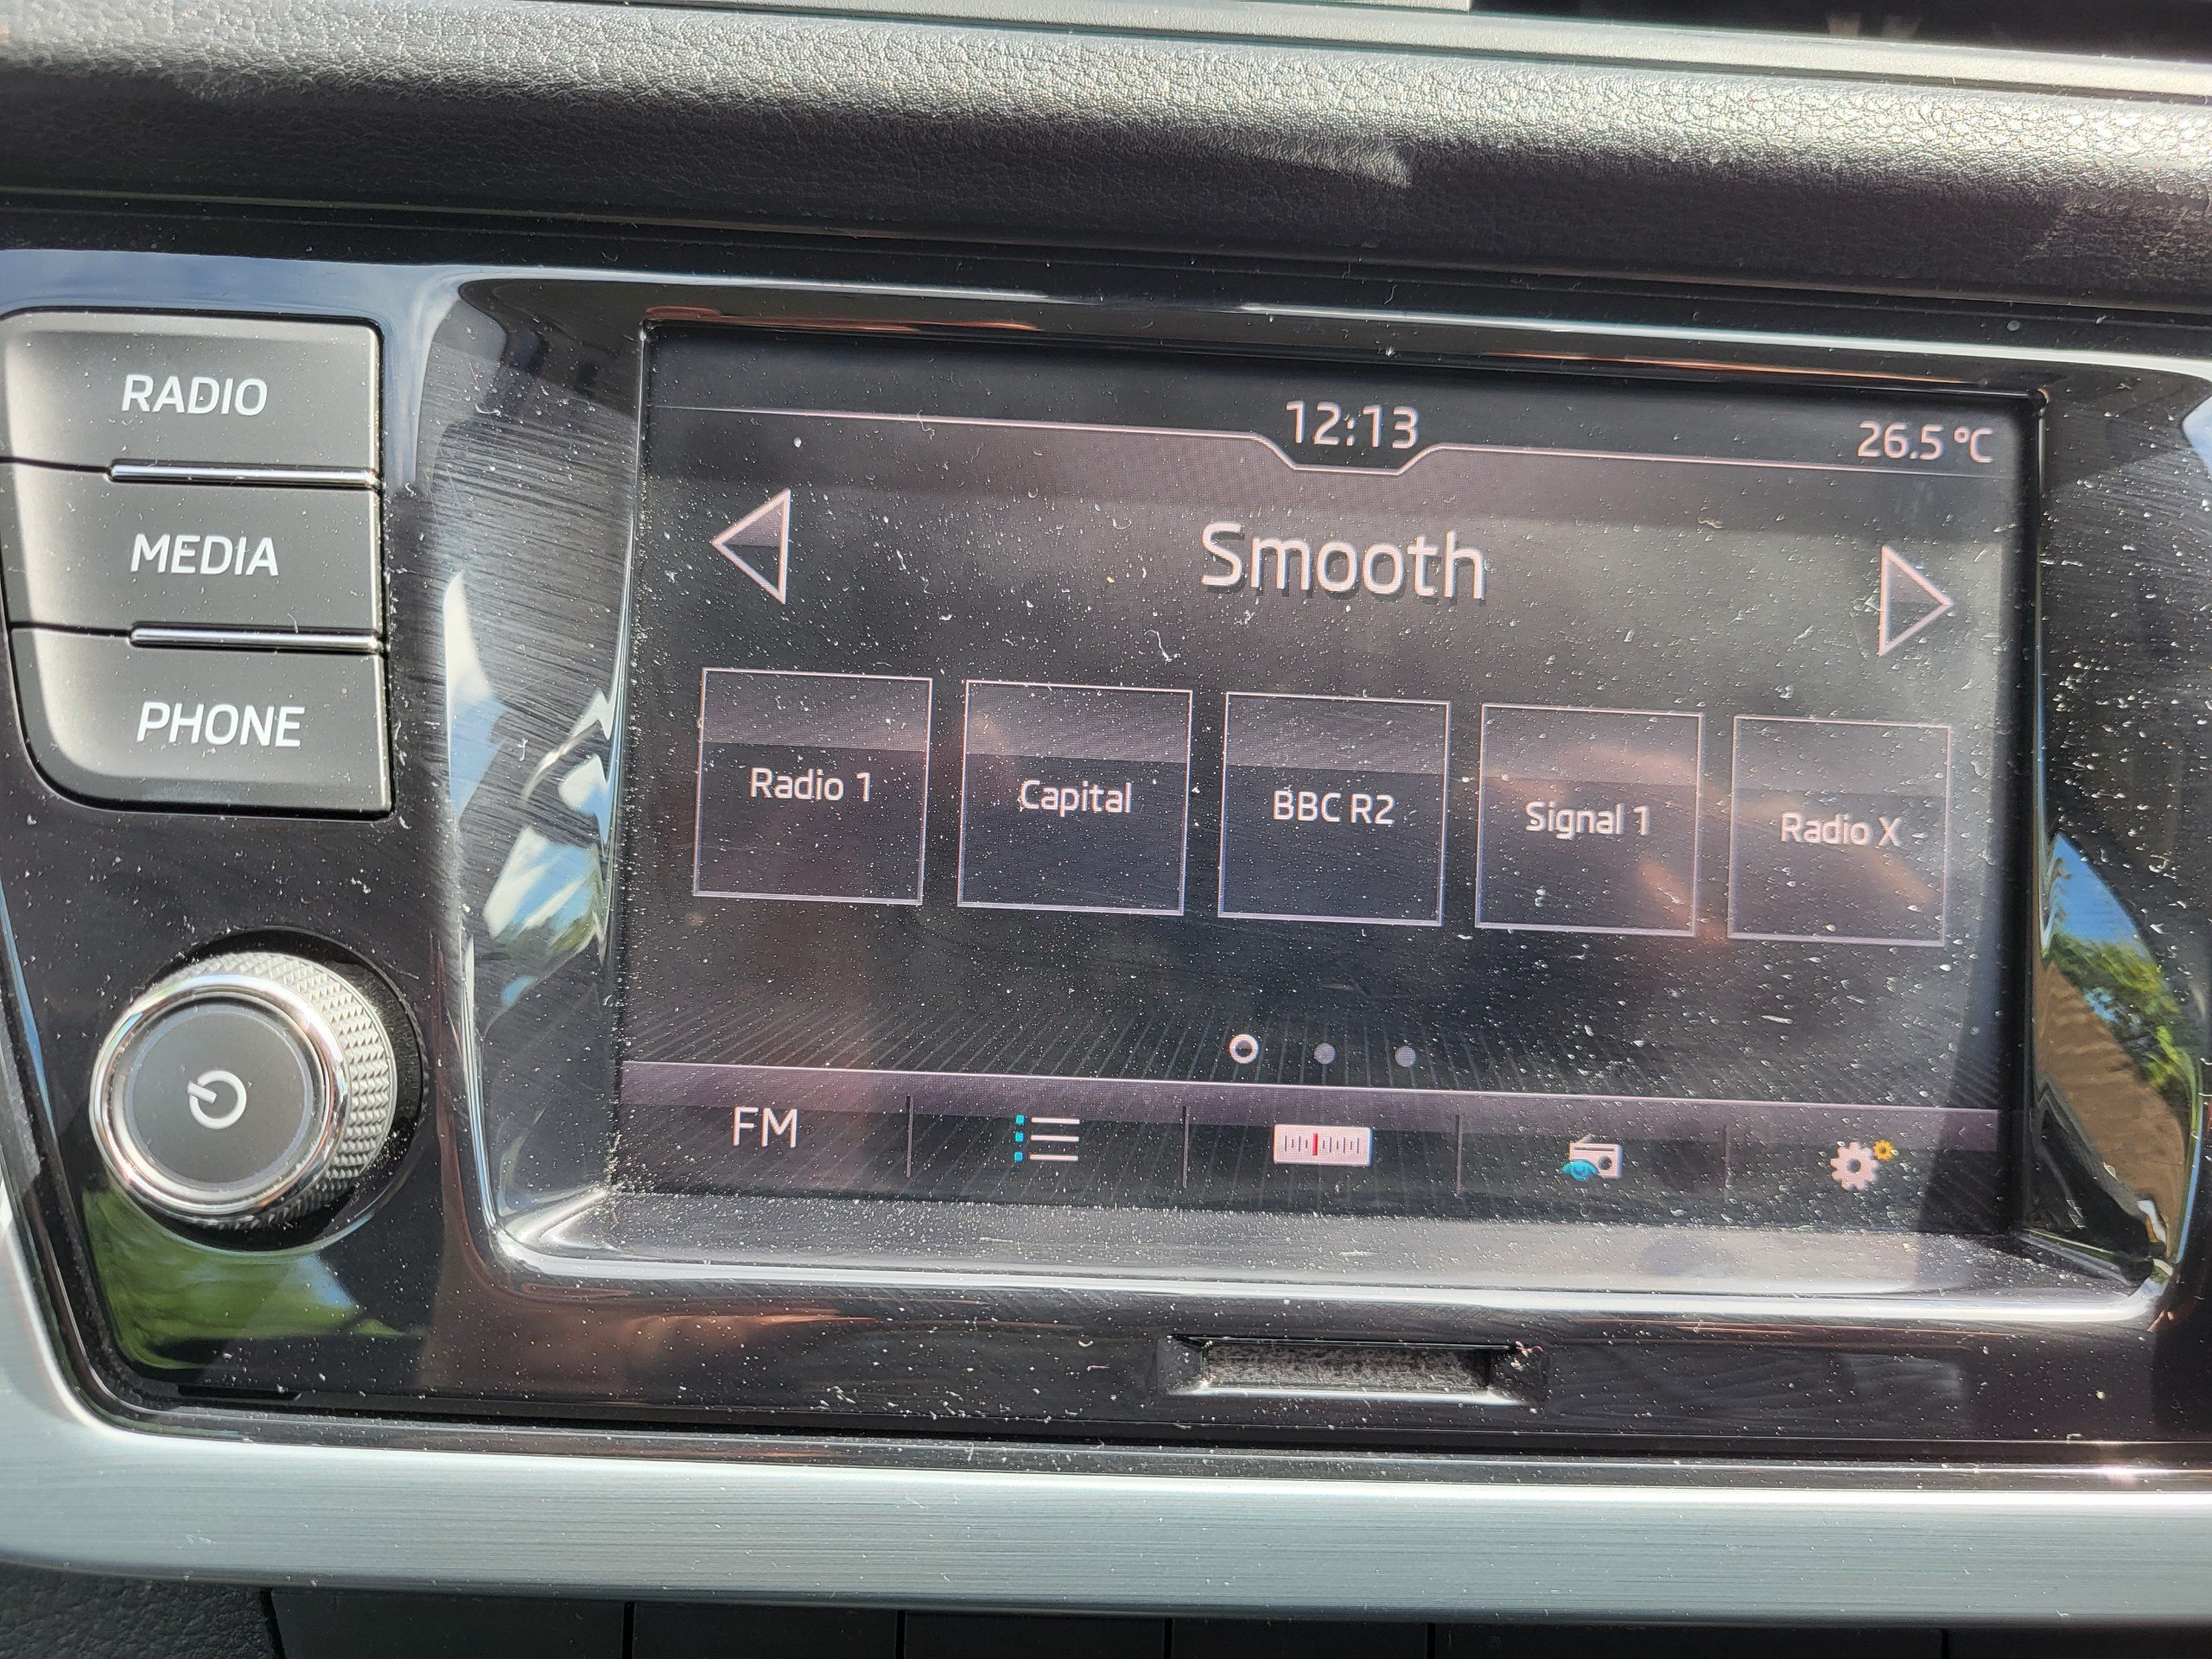 RADIO
MEDIA
PHONE
12:13
26.5 °C
Smooth
Radio 1
Capital
BBC R2
Signal 1
Radio X
FM